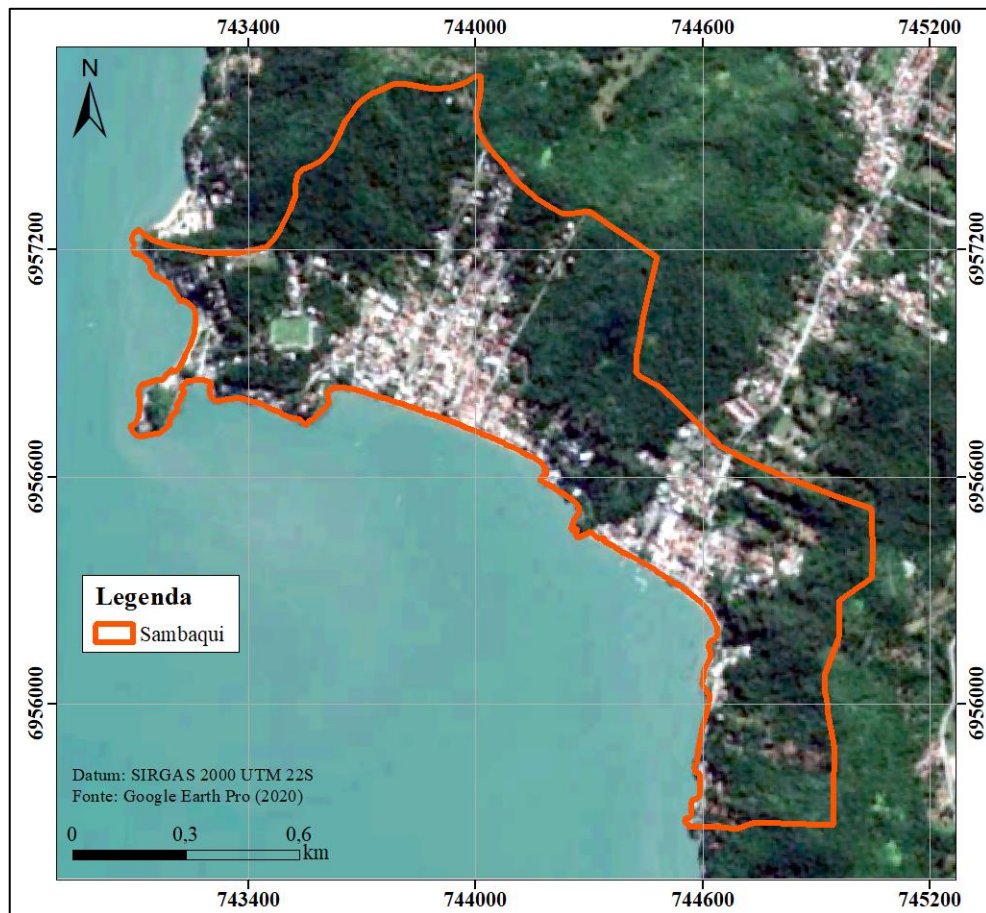 743400 744000 744600 745200
N
6957200 6957200
6956600 6956600
Legenda
Sambaqui
6956000 6956000
Datum: SIRGAS 2000 UTM 22S
Fonte: Google Earth Pro (2020)
0 0,3 0,6
km
743400 744000 744600 745200